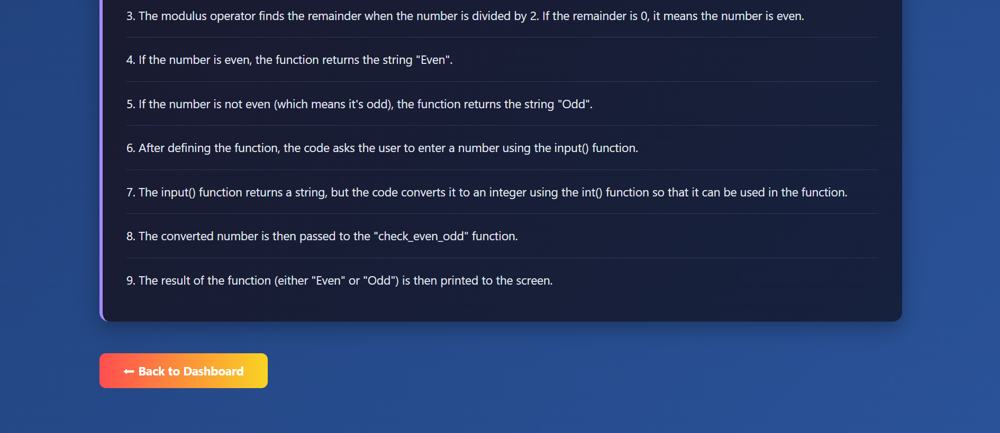 3. The modulus operator finds the remainder when the number is divided by 2. If the remainder is 0, it means the number is even.
4. If the number is even, the function returns the string "Even".
5. If the number is not even (which means it's odd), the function returns the string "Odd".
6. After defining the function, the code asks the user to enter a number using the input() function.
7. The input() function returns a string, but the code converts it to an integer using the int() function so that it can be used in the function.
8. The converted number is then passed to the "check_even_odd" function.
9. The result of the function (either "Even" or "Odd") is then printed to the screen.
⬅ Back to Dashboard